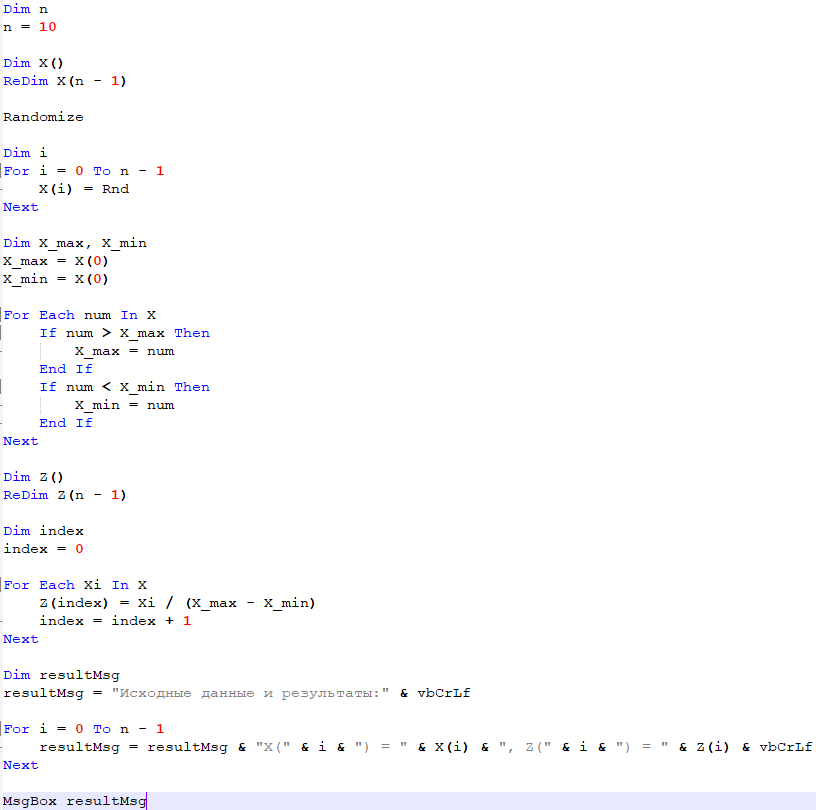 Dim n
n = 10
Dim X()
ReDim X(n - 1)
Randomize
Dim i
For i = 0 To n - 1
    X(i) = Rnd
Next
Dim X_max, X_min
X_max = X(0)
X_min = X(0)
For Each num In X
    If num > X_max Then
        X_max = num
    End If
    If num < X_min Then
        X_min = num
    End If
Next
Dim Z()
ReDim Z(n - 1)
Dim index
index = 0
For Each Xi In X
    Z(index) = Xi / (X_max - X_min)
    index = index + 1
Next
Dim resultMsg
resultMsg = "Исходные данные и результаты:" & vbCrLf
For i = 0 To n - 1
    resultMsg = resultMsg & "X(" & i & ") = " & X(i) & ", Z(" & i & ") = " & Z(i) & vbCrLf
Next
MsgBox resultMsg